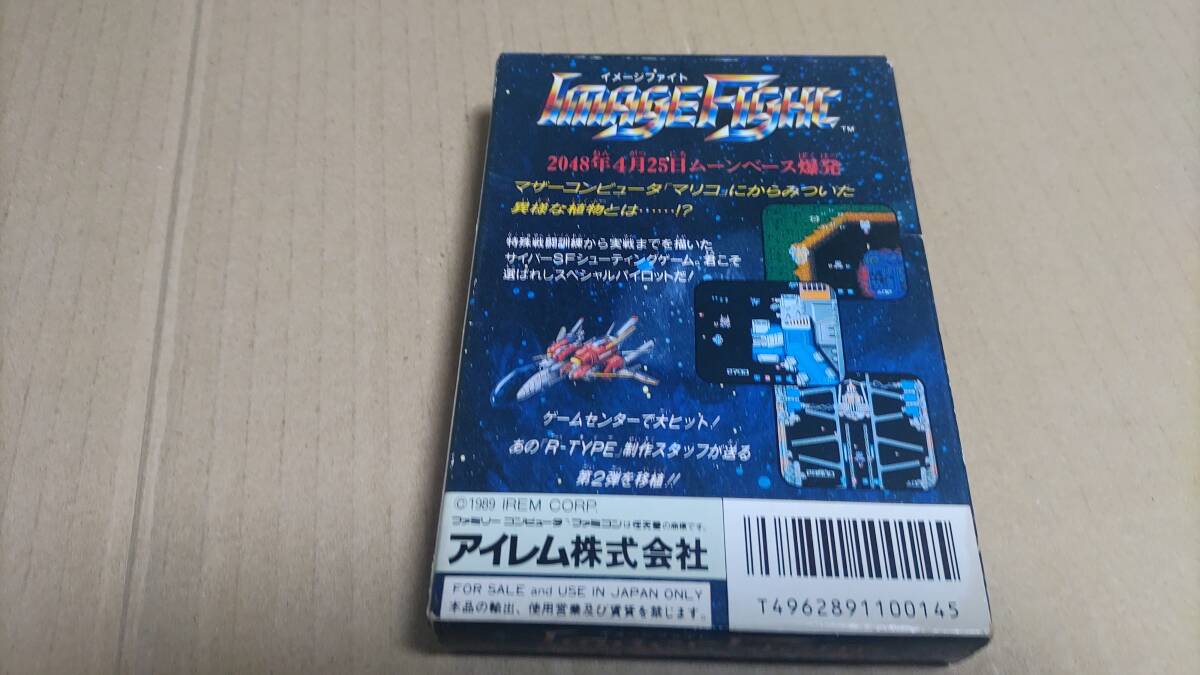 イメージファイト
IMAGE FIGHT
TM
2048年4月25日ムーンベース爆発
マザーコンピュータ「マリコ」にからみついた
異様な植物とは……!?
特殊戦闘訓練から実戦までを描いた
サイバーSFシューティングゲーム。君こそ
選ばれしスペシャルパイロットだ!
ゲームセンターで大ヒット!
あの「R-TYPE」制作スタッフが送る
第2弾を移植!!
©1989 IREM CORP.
ファミリーコンピュータ・ファミコンは任天堂の商標です。
アイレム株式会社
FOR SALE and USE IN JAPAN ONLY
本品の輸出、使用営業及び賃貸を禁じます。
T4962891100145